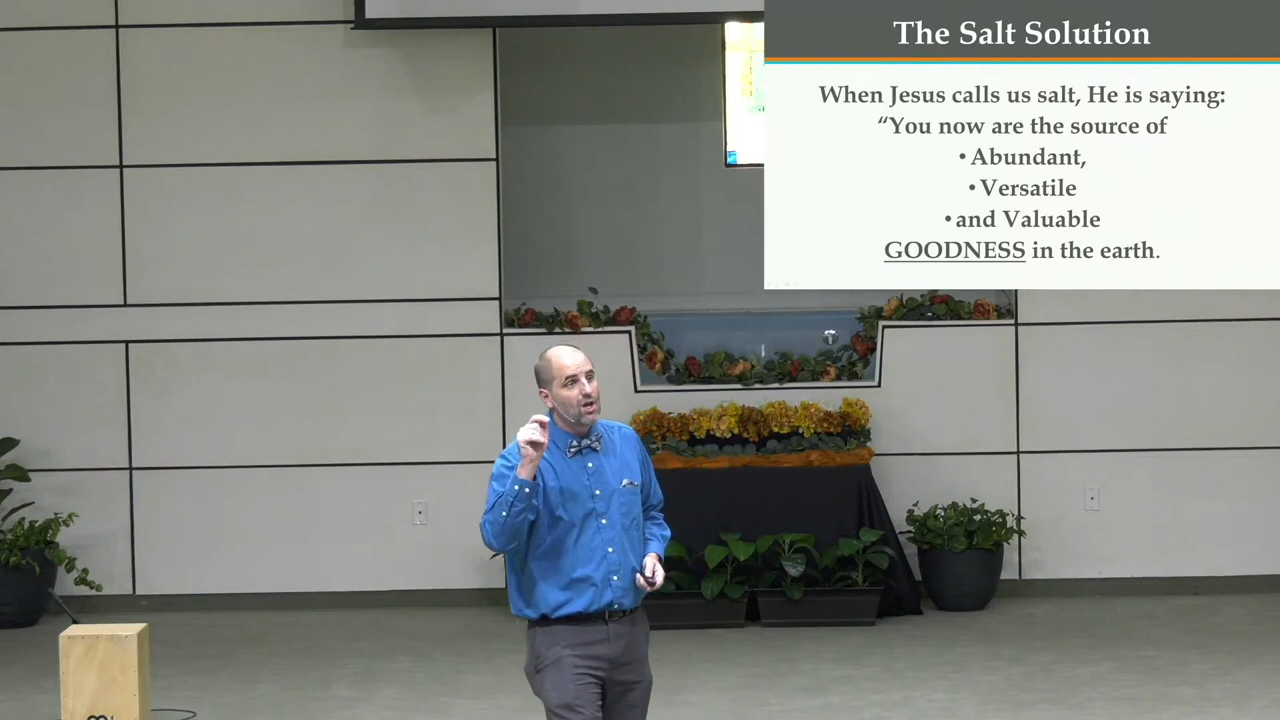 The Salt Solution
When Jesus calls us salt, He is saying:
“You now are the source of
• Abundant,
• Versatile
• and Valuable
GOODNESS in the earth.